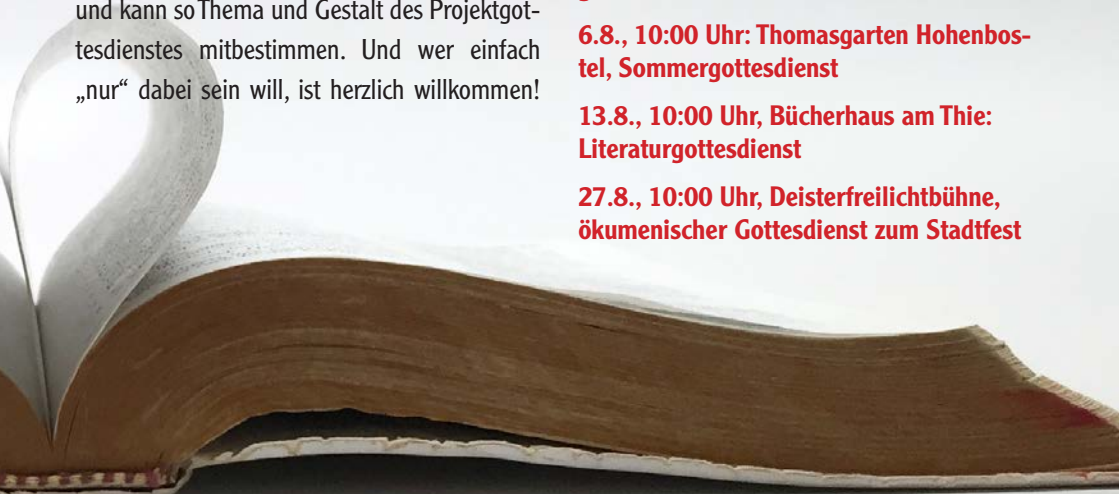 und kann so Thema und Gestalt des Projektgot-
tesdienstes mitbestimmen. Und wer einfach
„nur“ dabei sein will, ist herzlich willkommen!
6.8., 10:00 Uhr: Thomasgarten Hohenbos-
tel, Sommergottesdienst
13.8., 10:00 Uhr, Bücherhaus am Thie:
Literaturgottesdienst
27.8., 10:00 Uhr, Deisterfreilichtbühne,
ökumenischer Gottesdienst zum Stadtfest